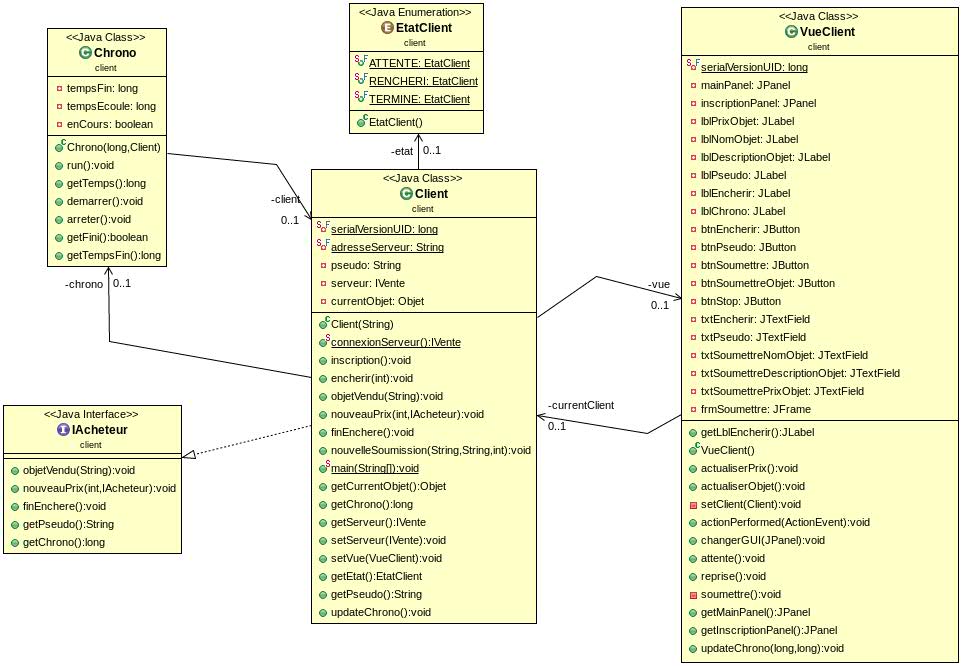 <<Java Class>>
Chrono
client
tempsFin: long
tempsEcoule: long
enCours: boolean
Chrono(long,Client)
run():void
getTemps():long
demarrer():void
arreter():void
getFini():boolean
getTempsFin():long
<<Java Enumeration>>
EtatClient
client
ATTENTE: EtatClient
RENCHERI: EtatClient
TERMINE: EtatClient
EtatClient()
-etat 0..1
-client
0..1
-chrono 0..1
<<Java Class>>
Client
client
serialVersionUID: long
adresseServeur: String
pseudo: String
serveur: IVente
currentObjet: Objet
Client(String)
connexionServeur():IVente
inscription():void
encherir(int):void
objetVendu(String):void
nouveauPrix(int,IAcheteur):void
finEnchere():void
nouvelleSoumission(String,String,int):void
main(String[]):void
getCurrentObjet():Objet
getChrono():long
getServeur():IVente
setServeur(IVente):void
setVue(VueClient):void
getEtat():EtatClient
getPseudo():String
updateChrono():void
<<Java Interface>>
IAcheteur
client
objetVendu(String):void
nouveauPrix(int,IAcheteur):void
finEnchere():void
getPseudo():String
getChrono():long
-vue
0..1
-currentClient
0..1
<<Java Class>>
VueClient
client
serialVersionUID: long
mainPanel: JPanel
inscriptionPanel: JPanel
lblPrixObjet: JLabel
lblNomObjet: JLabel
lblDescriptionObjet: JLabel
lblPseudo: JLabel
lblEncherir: JLabel
lblChrono: JLabel
btnEncherir: JButton
btnPseudo: JButton
btnSoumettre: JButton
btnSoumettreObjet: JButton
btnStop: JButton
txtEncherir: JTextField
txtPseudo: JTextField
txtSoumettreNomObjet: JTextField
txtSoumettreDescriptionObjet: JTextField
txtSoumettrePrixObjet: JTextField
frmSoumettre: JFrame
getLblEncherir():JLabel
VueClient()
actualiserPrix():void
actualiserObjet():void
setClient(Client):void
actionPerformed(ActionEvent):void
changerGUI(JPanel):void
attente():void
reprise():void
soumettre():void
getMainPanel():JPanel
getInscriptionPanel():JPanel
updateChrono(long,long):void